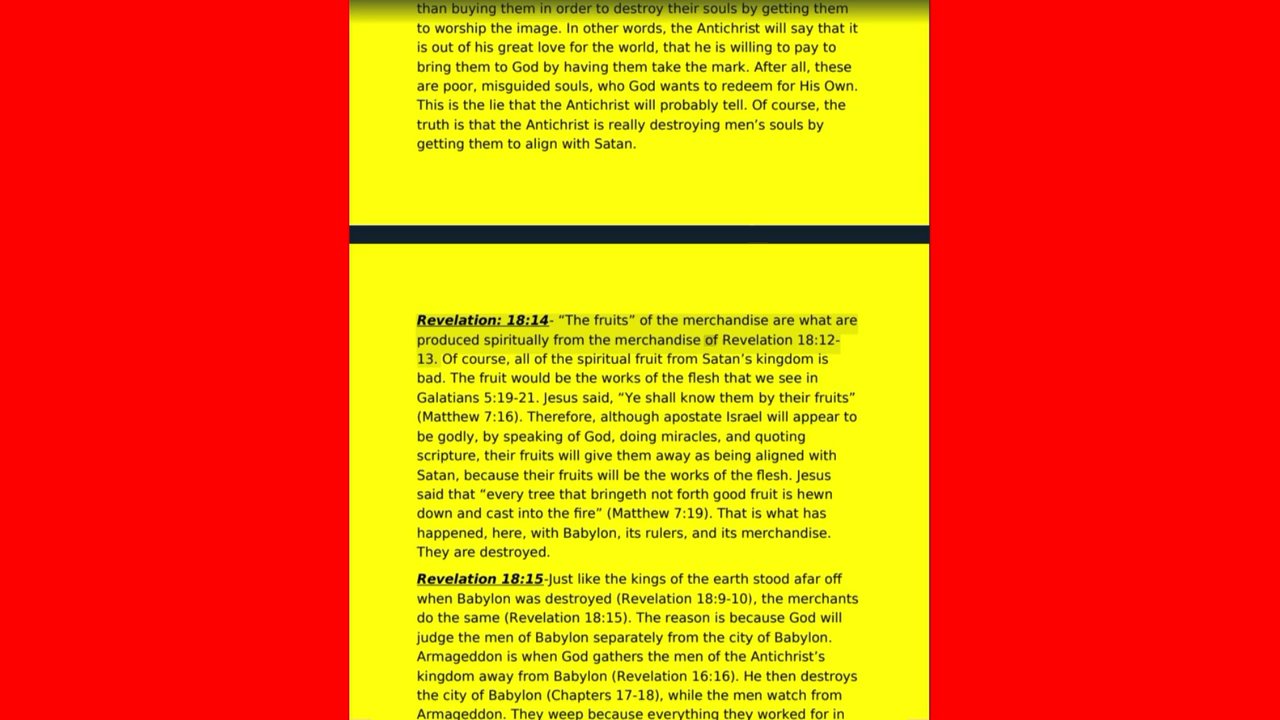 than buying them in order to destroy their souls by getting them
to worship the image. In other words, the Antichrist will say that it
is out of his great love for the world, that he is willing to pay to
bring them to God by having them take the mark. After all, these
are poor, misguided souls, who God wants to redeem for His Own.
This is the lie that the Antichrist will probably tell. Of course, the
truth is that the Antichrist is really destroying men’s souls by
getting them to align with Satan.
Revelation: 18:14- “The fruits” of the merchandise are what are
produced spiritually from the merchandise of Revelation 18:12-
13. Of course, all of the spiritual fruit from Satan’s kingdom is
bad. The fruit would be the works of the flesh that we see in
Galatians 5:19-21. Jesus said, “Ye shall know them by their fruits”
(Matthew 7:16). Therefore, although apostate Israel will appear to
be godly, by speaking of God, doing miracles, and quoting
scripture, their fruits will give them away as being aligned with
Satan, because their fruits will be the works of the flesh. Jesus
said that “every tree that bringeth not forth good fruit is hewn
down and cast into the fire” (Matthew 7:19). That is what has
happened, here, with Babylon, its rulers, and its merchandise.
They are destroyed.
Revelation 18:15-Just like the kings of the earth stood afar off
when Babylon was destroyed (Revelation 18:9-10), the merchants
do the same (Revelation 18:15). The reason is because God will
judge the men of Babylon separately from the city of Babylon.
Armageddon is when God gathers the men of the Antichrist’s
kingdom away from Babylon (Revelation 16:16). He then destroys
the city of Babylon (Chapters 17-18), while the men watch from
Armageddon. They weep because everything they worked for in